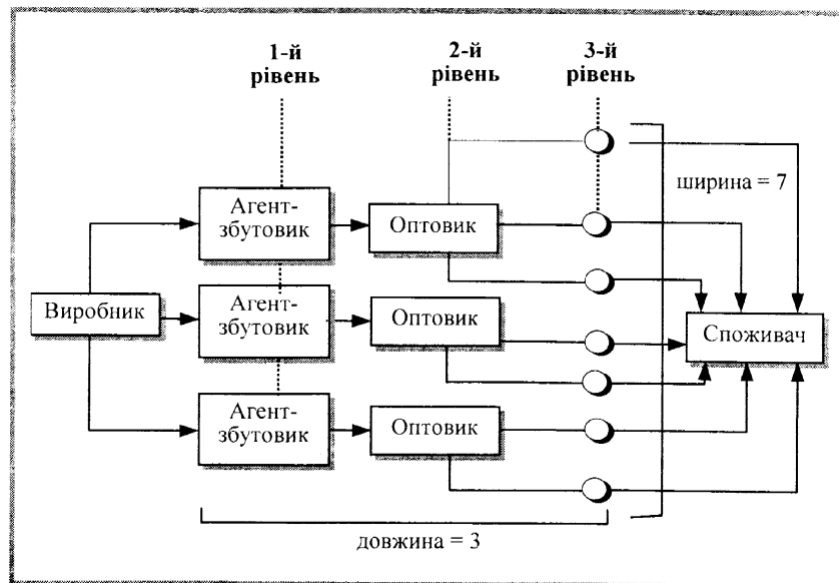 1-й
рівень
2-й
рівень
3-й
рівень
ширина = 7
Агент-
збутовик
Оптовик
Виробник
Агент-
збутовик
Оптовик
Споживач
Агент-
збутовик
Оптовик
довжина = 3